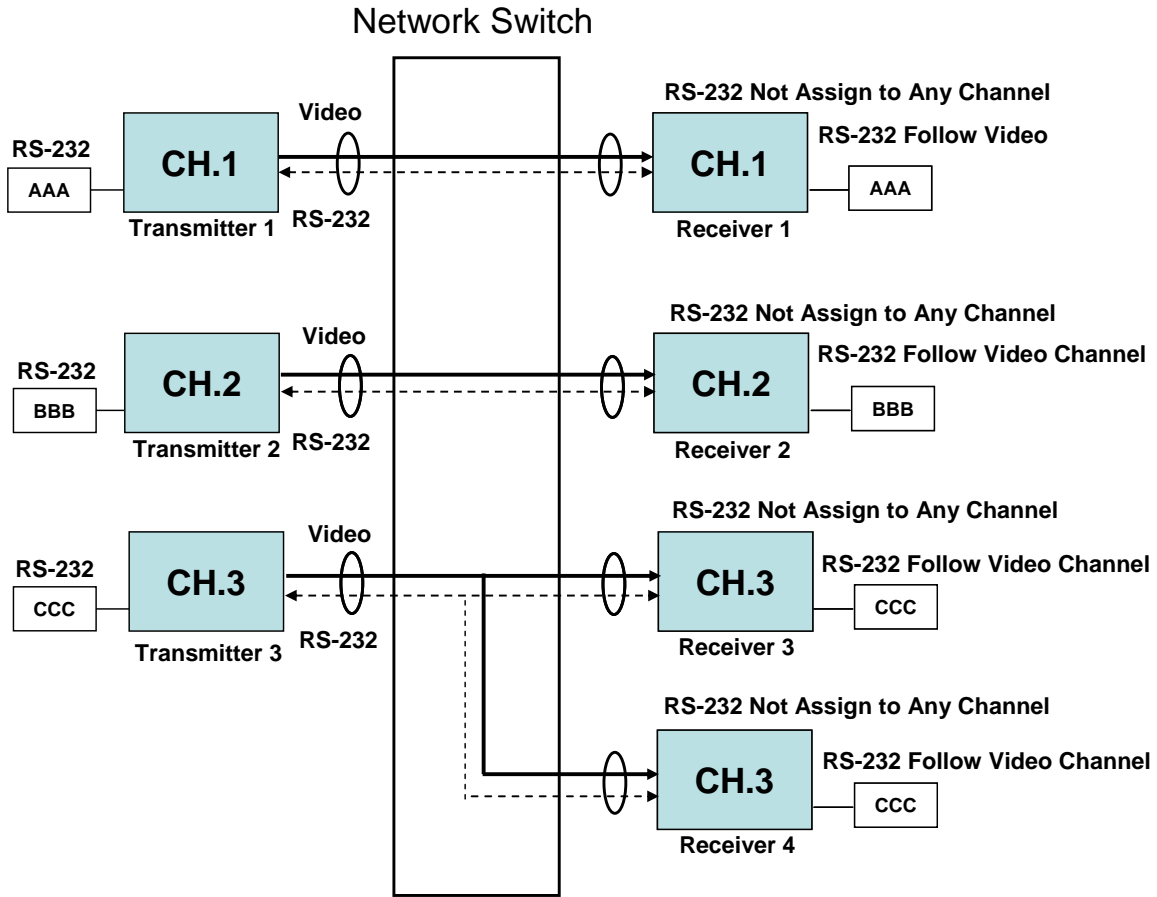 Network Switch
RS-232 Not Assign to Any Channel
Video
RS-232 Follow Video
RS-232
CH.1
CH.1
AAA
AAA
Transmitter 1
RS-232
Receiver 1
RS-232 Not Assign to Any Channel
Video
RS-232 Follow Video Channel
RS-232
CH.2
CH.2
BBB
BBB
Transmitter 2
RS-232
Receiver 2
RS-232 Not Assign to Any Channel
Video
RS-232 Follow Video Channel
RS-232
CH.3
CH.3
CCC
CCC
Transmitter 3
RS-232
Receiver 3
RS-232 Not Assign to Any Channel
RS-232 Follow Video Channel
CH.3
CCC
Receiver 4